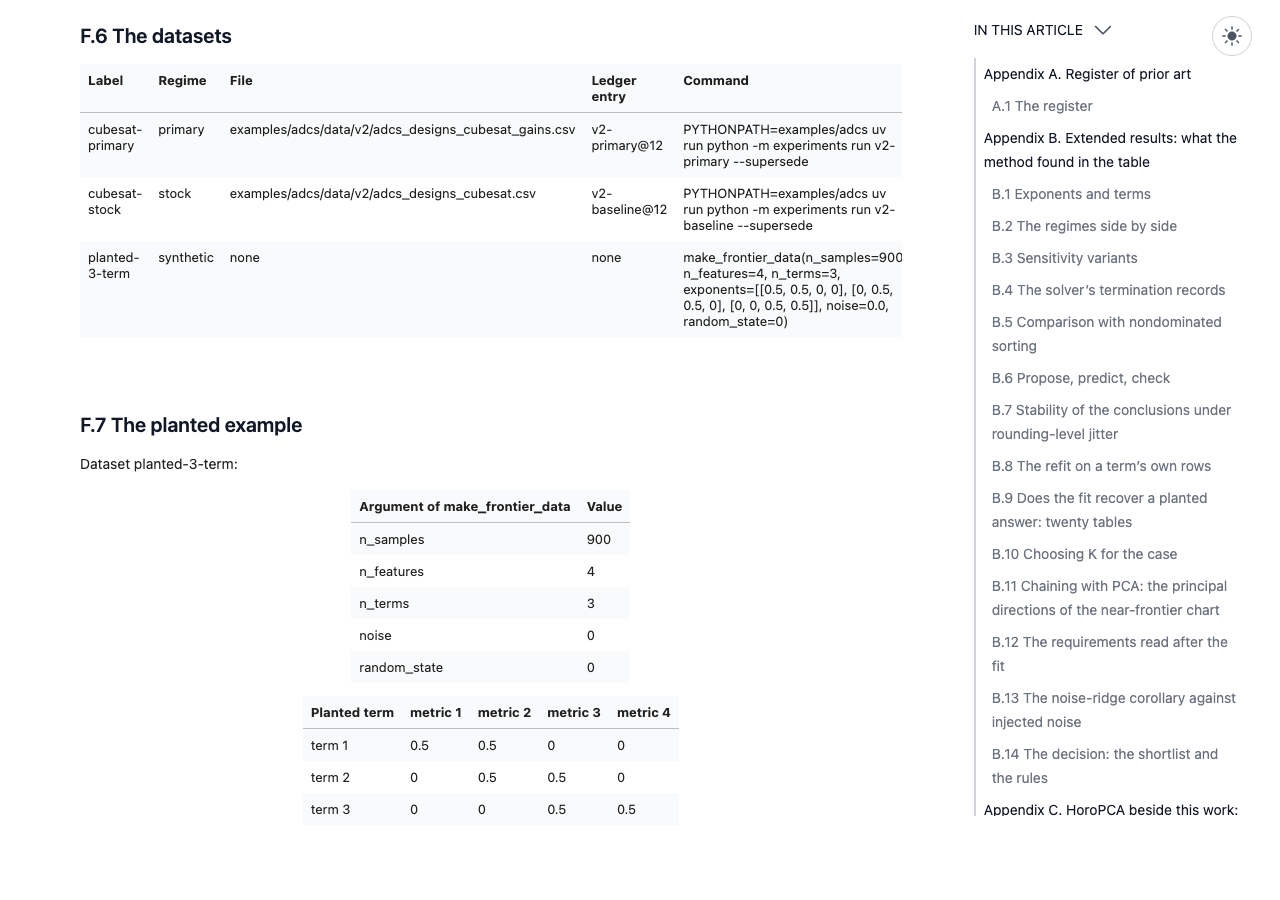 F.6 The datasets
Label Regime File Ledger entry Command
cubesat-primary primary examples/adcs/data/v2/adcs_designs_cubesat_gains.csv v2-primary@12 PYTHONPATH=examples/adcs uv run python -m experiments run v2-primary --supersede
cubesat-stock stock examples/adcs/data/v2/adcs_designs_cubesat.csv v2-baseline@12 PYTHONPATH=examples/adcs uv run python -m experiments run v2-baseline --supersede
planted-3-term synthetic none none make_frontier_data(n_samples=900 n_features=4, n_terms=3, exponents=[[0.5, 0.5, 0, 0], [0, 0.5, 0.5, 0], [0, 0, 0.5, 0.5]], noise=0.0, random_state=0)
F.7 The planted example
Dataset planted-3-term:
Argument of make_frontier_data Value
n_samples 900
n_features 4
n_terms 3
noise 0
random_state 0
Planted term metric 1 metric 2 metric 3 metric 4
term 1 0.5 0.5 0 0
term 2 0 0.5 0.5 0
term 3 0 0 0.5 0.5
IN THIS ARTICLE
Appendix A. Register of prior art
A.1 The register
Appendix B. Extended results: what the
method found in the table
B.1 Exponents and terms
B.2 The regimes side by side
B.3 Sensitivity variants
B.4 The solver’s termination records
B.5 Comparison with nondominated
sorting
B.6 Propose, predict, check
B.7 Stability of the conclusions under
rounding-level jitter
B.8 The refit on a term’s own rows
B.9 Does the fit recover a planted
answer: twenty tables
B.10 Choosing K for the case
B.11 Chaining with PCA: the principal
directions of the near-frontier chart
B.12 The requirements read after the
fit
B.13 The noise-ridge corollary against
injected noise
B.14 The decision: the shortlist and
the rules
Appendix C. HoroPCA beside this work: